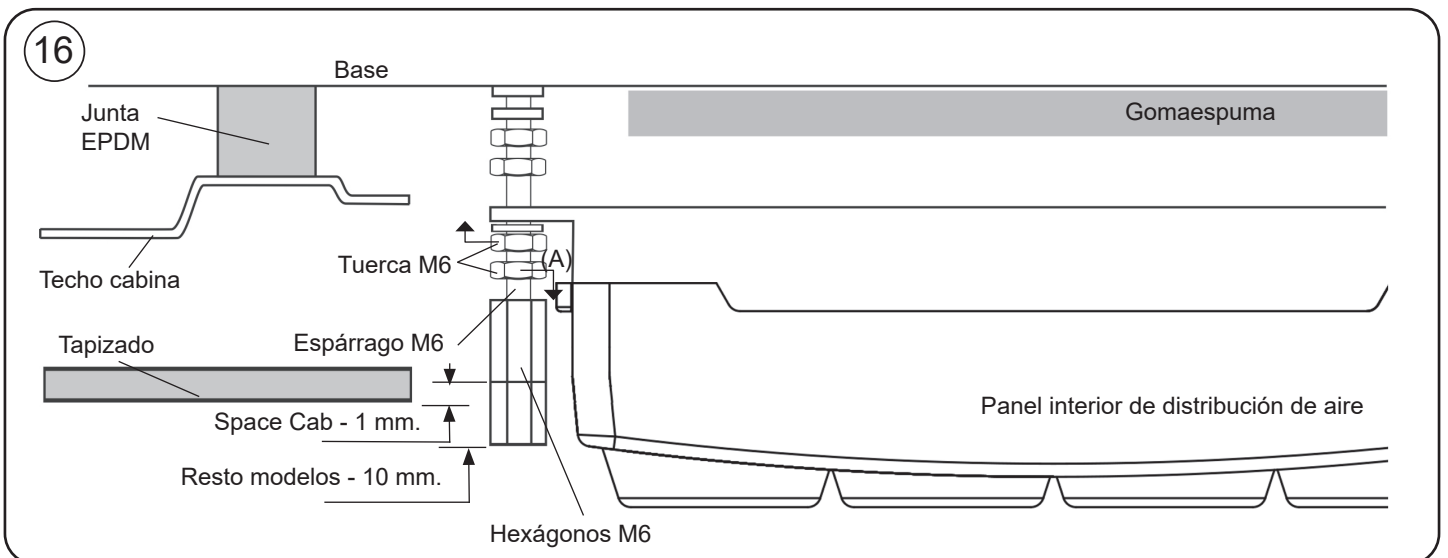 16
Base
Junta
EPDM
Gomaespuma
Techo cabina
Tuerca M6
(A)
Espárrago M6
Tapizado
Space Cab - 1 mm.
Panel interior de distribución de aire
Resto modelos - 10 mm.
Hexágonos M6